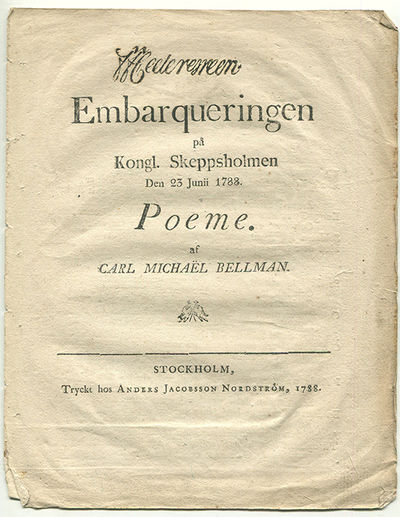 Embarqueringen
på
Kongl. Skeppsholmen
Den 23 Junii 1788.
Poeme.
af
CARL MICHAËL BELLMAN.
STOCKHOLM,
Tryckt hos ANDERS JACOBSSON NORDSTRÖM, 1788.